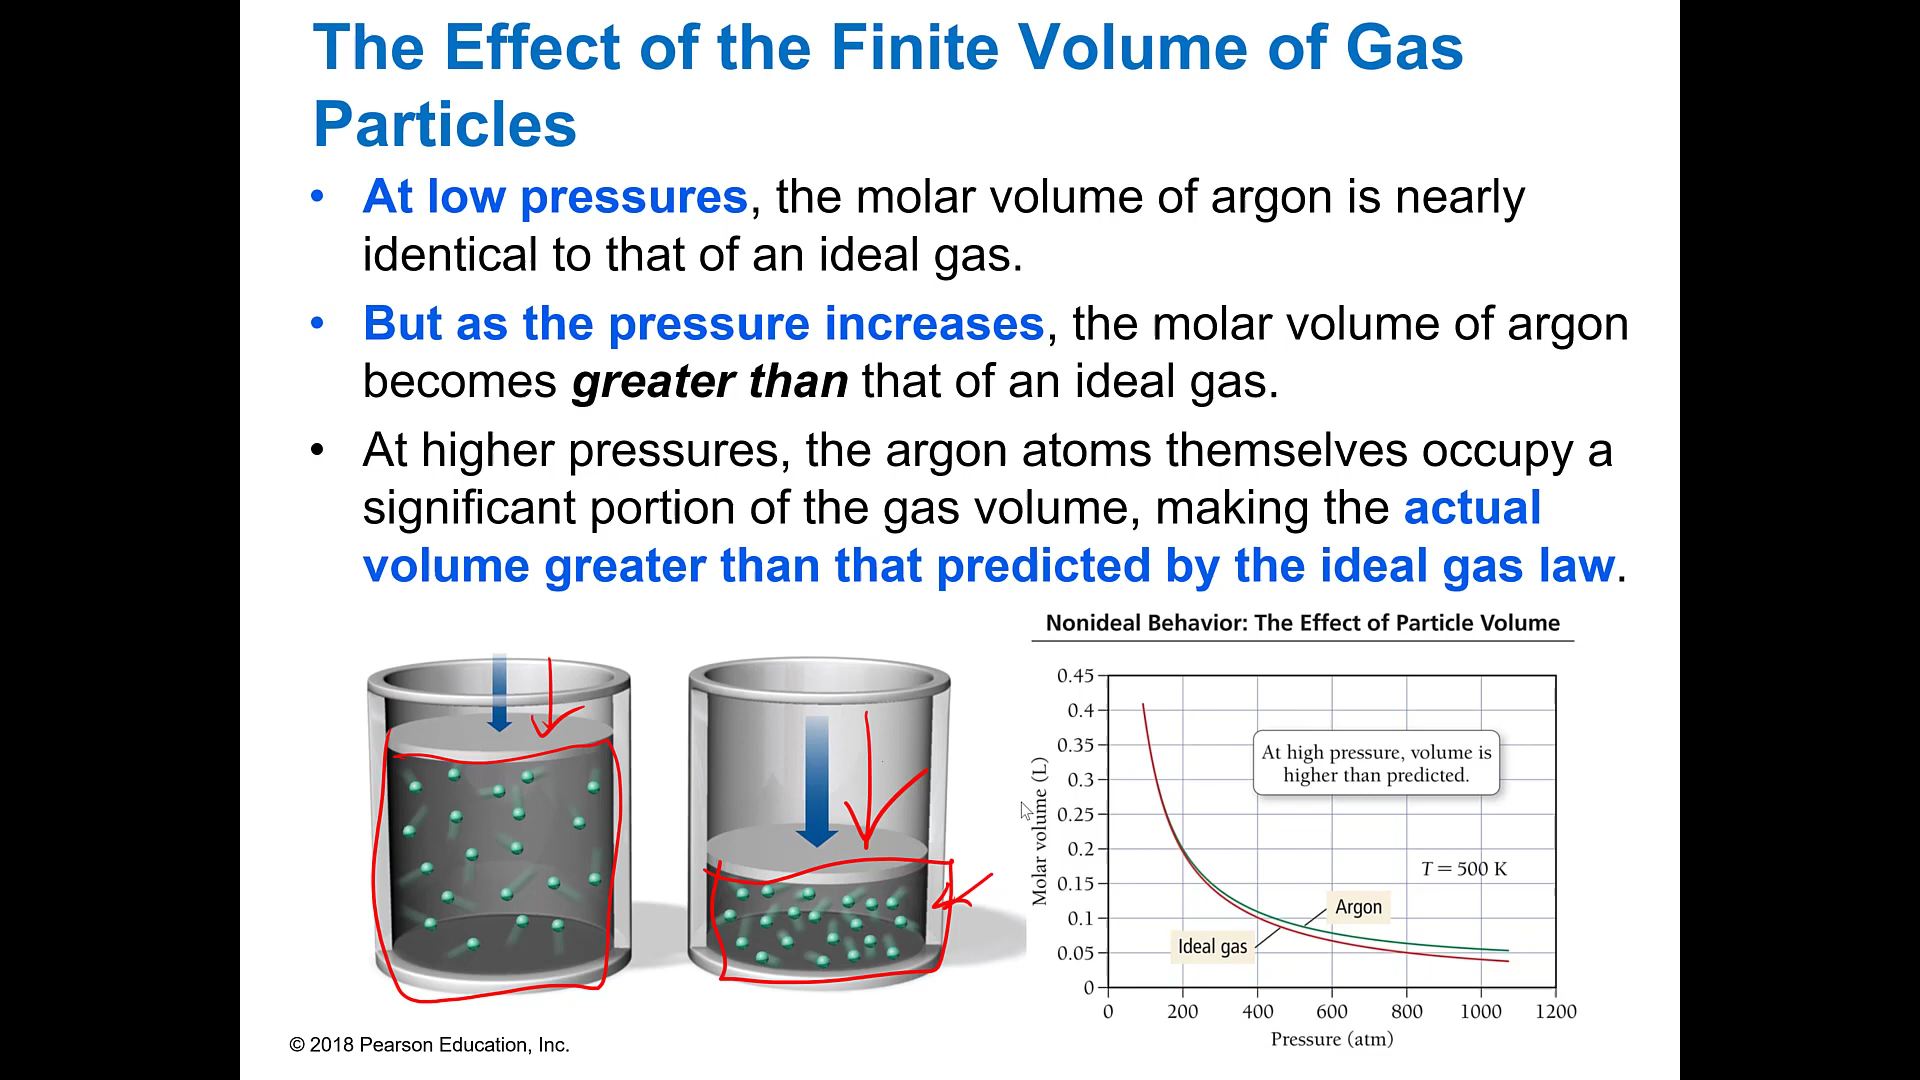 The Effect of the Finite Volume of Gas
Particles
• At low pressures, the molar volume of argon is nearly
identical to that of an ideal gas.
• But as the pressure increases, the molar volume of argon
becomes greater than that of an ideal gas.
• At higher pressures, the argon atoms themselves occupy a
significant portion of the gas volume, making the actual
volume greater than that predicted by the ideal gas law.
Nonideal Behavior: The Effect of Particle Volume
Molar volume (L)
0.45
0.4
0.35
0.3
0.25
0.2
0.15
0.1
0.05
0
At high pressure, volume is
higher than predicted.
T = 500 K
Argon
Ideal gas
0 200 400 600 800 1000 1200
Pressure (atm)
© 2018 Pearson Education, Inc.